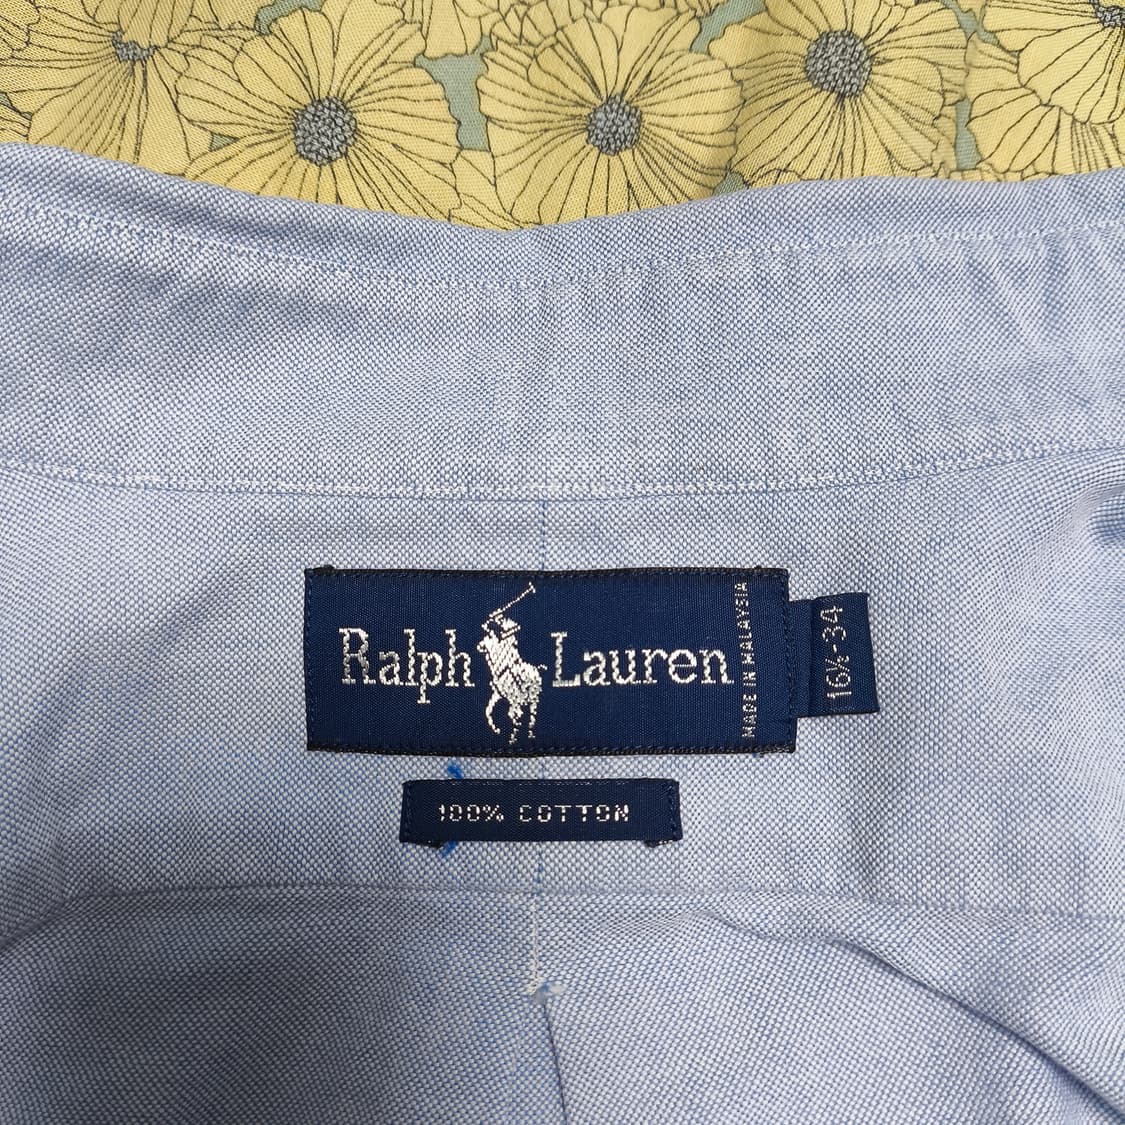 Ralph Lauren
MADE IN MALAYSIA
16½-34
100% COTTON